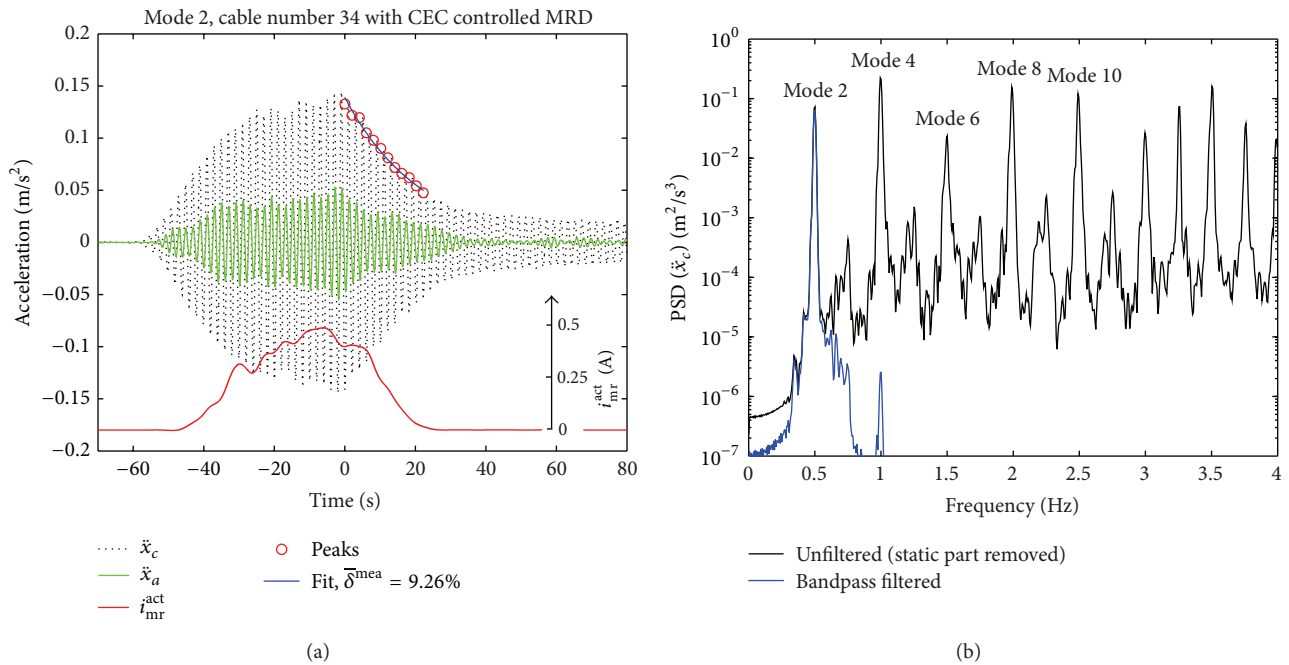 Mode 2, cable number 34 with CEC controlled MRD
0.2
0.15
0.1
0.05
0
−0.05
−0.1
−0.15
−0.2
Acceleration (m/s²)
0.5
0.25
0
i_mr^act (A)
−60 −40 −20 0 20 40 60 80
Time (s)
ẍ_c
ẍ_a
i_mr^act
Peaks
Fit, δ̅^mea = 9.26%
(a)
10⁰
10⁻¹
10⁻²
10⁻³
10⁻⁴
10⁻⁵
10⁻⁶
10⁻⁷
PSD (ẍ_c) (m²/s³)
Mode 2
Mode 4
Mode 6
Mode 8
Mode 10
0 0.5 1 1.5 2 2.5 3 3.5 4
Frequency (Hz)
Unfiltered (static part removed)
Bandpass filtered
(b)